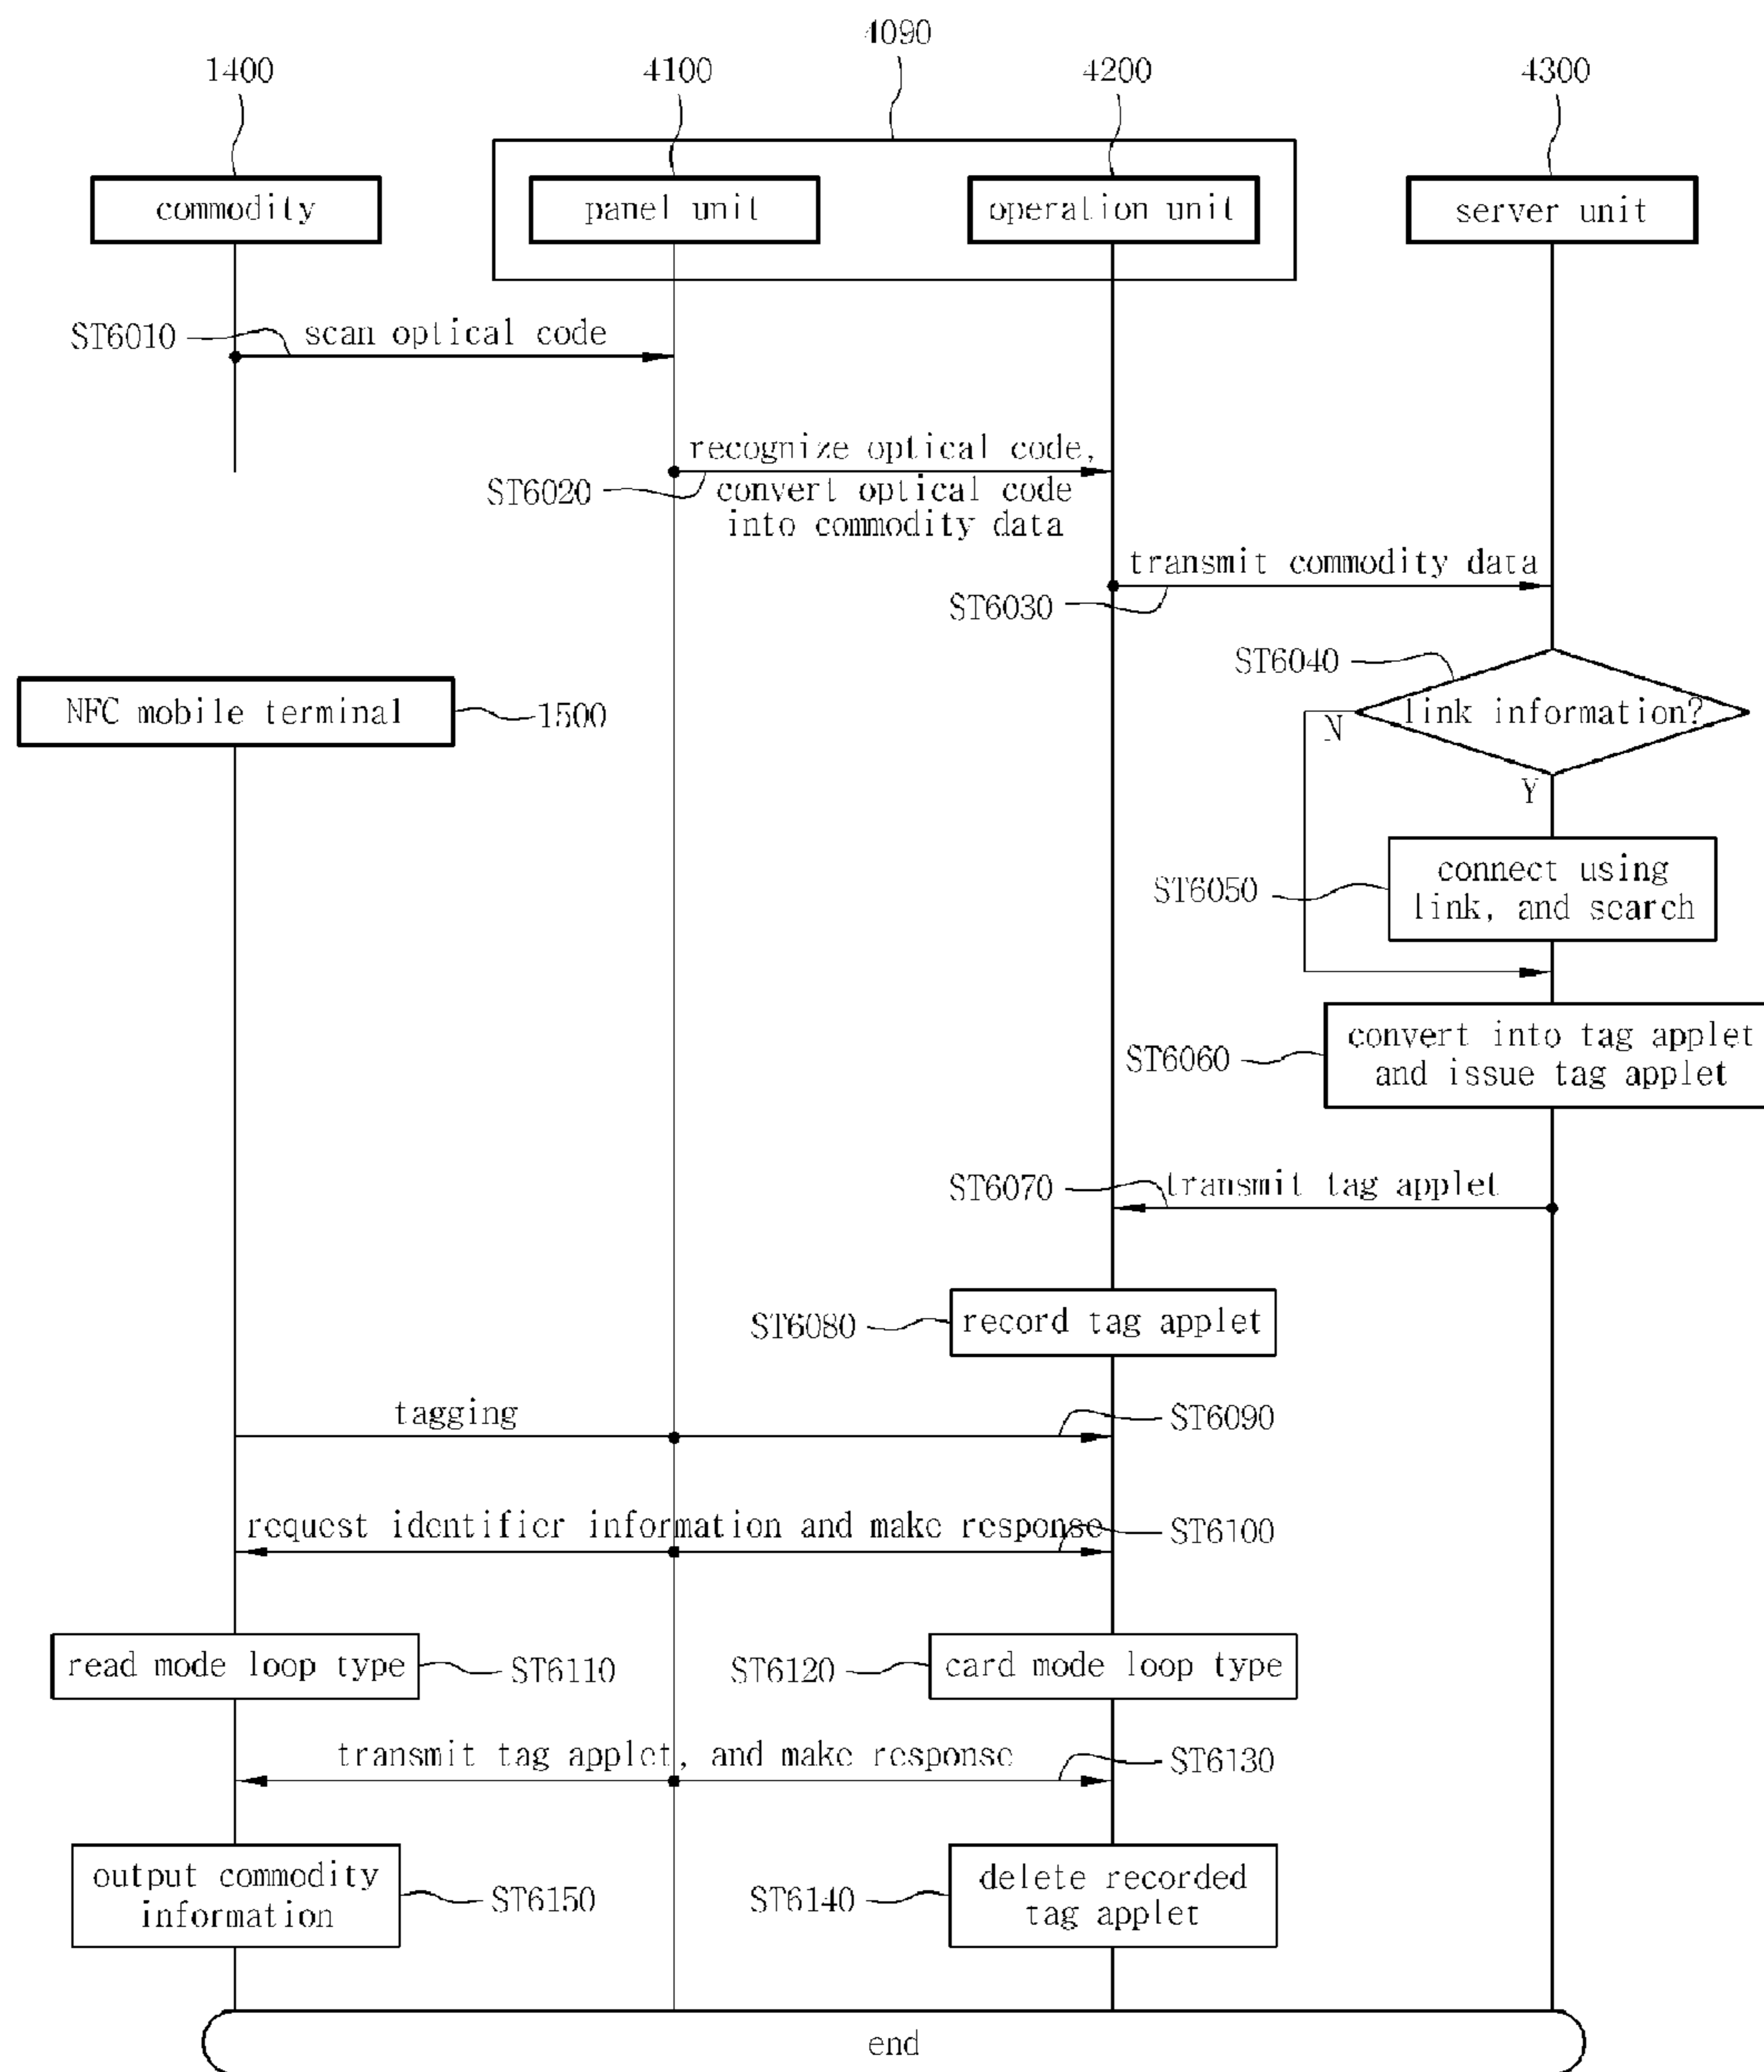 4090
1400
4100
4200
4300
commodity
panel unit
operation unit
server unit
ST6010
scan optical code
recognize optical code,
ST6020
convert optical code
into commodity data
transmit commodity data
ST6030
ST6040
NFC mobile terminal
1500
link information?
N
Y
ST6050
connect using
link, and search
ST6060
convert into tag applet
and issue tag applet
ST6070
transmit tag applet
ST6080
record tag applet
tagging
ST6090
request identifier information and make response
ST6100
read mode loop type
ST6110
ST6120
card mode loop type
transmit tag applet, and make response
ST6130
output commodity
information
ST6150
ST6140
delete recorded
tag applet
end